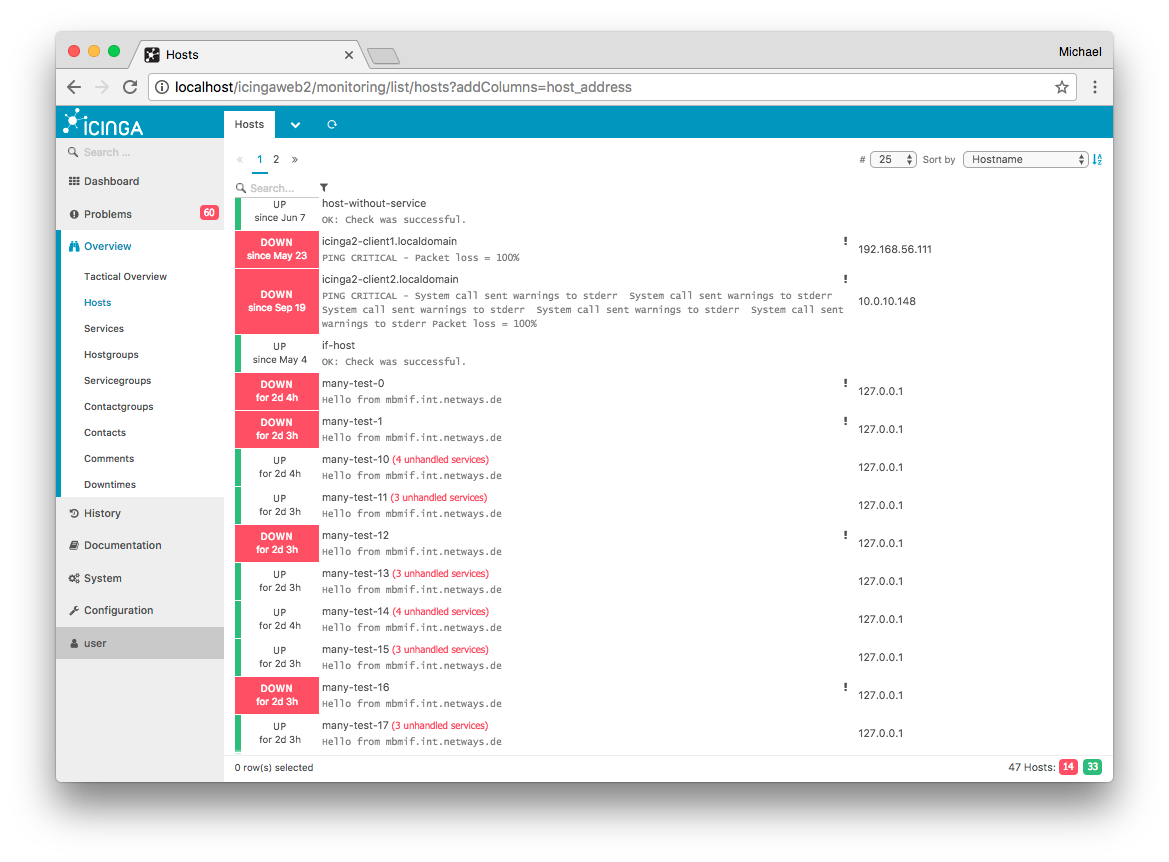 Hosts
Michael
localhost/icingaweb2/monitoring/list/hosts?addColumns=host_address
ICINGA
Search ...
Dashboard
Problems 60
Overview
Tactical Overview
Hosts
Services
Hostgroups
Servicegroups
Contactgroups
Contacts
Comments
Downtimes
History
Documentation
System
Configuration
user
Hosts
« 1 2 »
# 25 Sort by Hostname
Search...
UP
since Jun 7
host-without-service
OK: Check was successful.
DOWN
since May 23
icinga2-client1.localdomain
PING CRITICAL - Packet loss = 100%
192.168.56.111
DOWN
since Sep 19
icinga2-client2.localdomain
PING CRITICAL - System call sent warnings to stderr System call sent warnings to stderr
System call sent warnings to stderr System call sent warnings to stderr System call sent
warnings to stderr Packet loss = 100%
10.0.10.148
UP
since May 4
if-host
OK: Check was successful.
DOWN
for 2d 4h
many-test-0
Hello from mbmif.int.netways.de
127.0.0.1
DOWN
for 2d 3h
many-test-1
Hello from mbmif.int.netways.de
127.0.0.1
UP
for 2d 4h
many-test-10 (4 unhandled services)
Hello from mbmif.int.netways.de
127.0.0.1
UP
for 2d 3h
many-test-11 (3 unhandled services)
Hello from mbmif.int.netways.de
127.0.0.1
DOWN
for 2d 3h
many-test-12
Hello from mbmif.int.netways.de
127.0.0.1
UP
for 2d 3h
many-test-13 (3 unhandled services)
Hello from mbmif.int.netways.de
127.0.0.1
UP
for 2d 4h
many-test-14 (4 unhandled services)
Hello from mbmif.int.netways.de
127.0.0.1
UP
for 2d 3h
many-test-15 (3 unhandled services)
Hello from mbmif.int.netways.de
127.0.0.1
DOWN
for 2d 3h
many-test-16
Hello from mbmif.int.netways.de
127.0.0.1
UP
for 2d 3h
many-test-17 (3 unhandled services)
Hello from mbmif.int.netways.de
127.0.0.1
0 row(s) selected
47 Hosts: 14 33